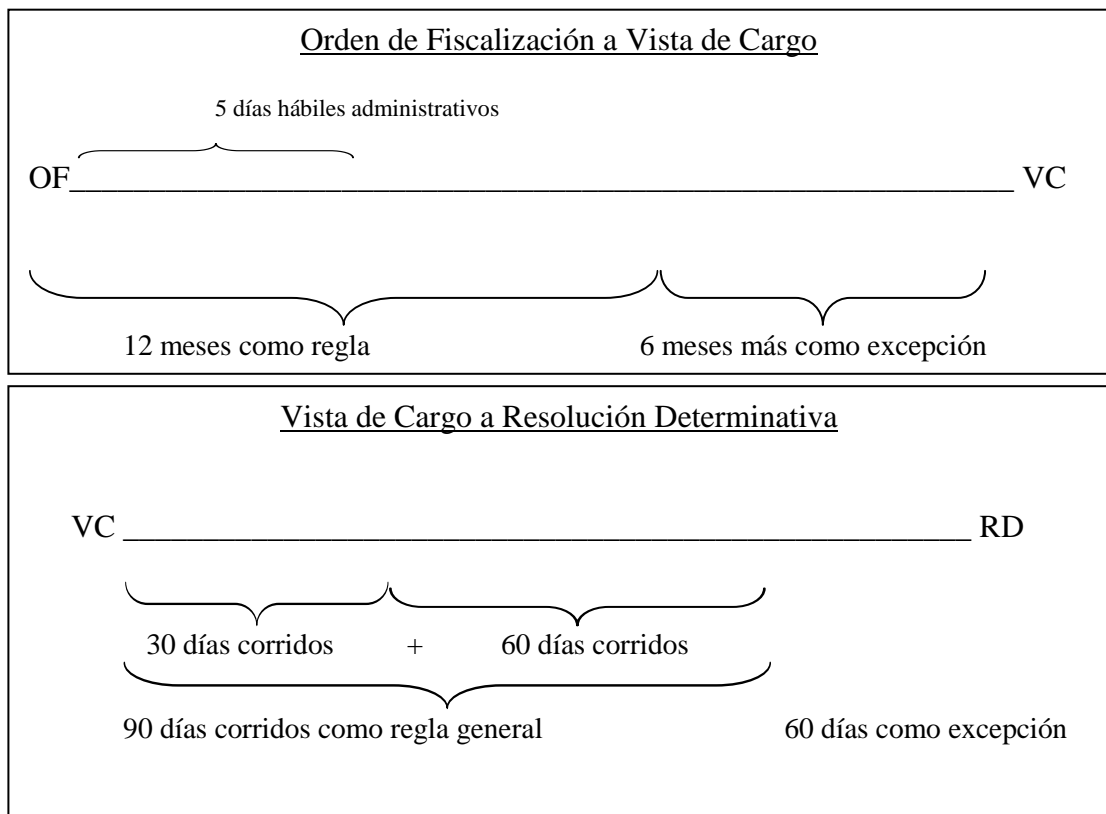 Orden de Fiscalización a Vista de Cargo
5 días hábiles administrativos
OF___________________________________________________________ VC
12 meses como regla 6 meses más como excepción
Vista de Cargo a Resolución Determinativa
VC _____________________________________________________ RD
30 días corridos + 60 días corridos
90 días corridos como regla general 60 días como excepción